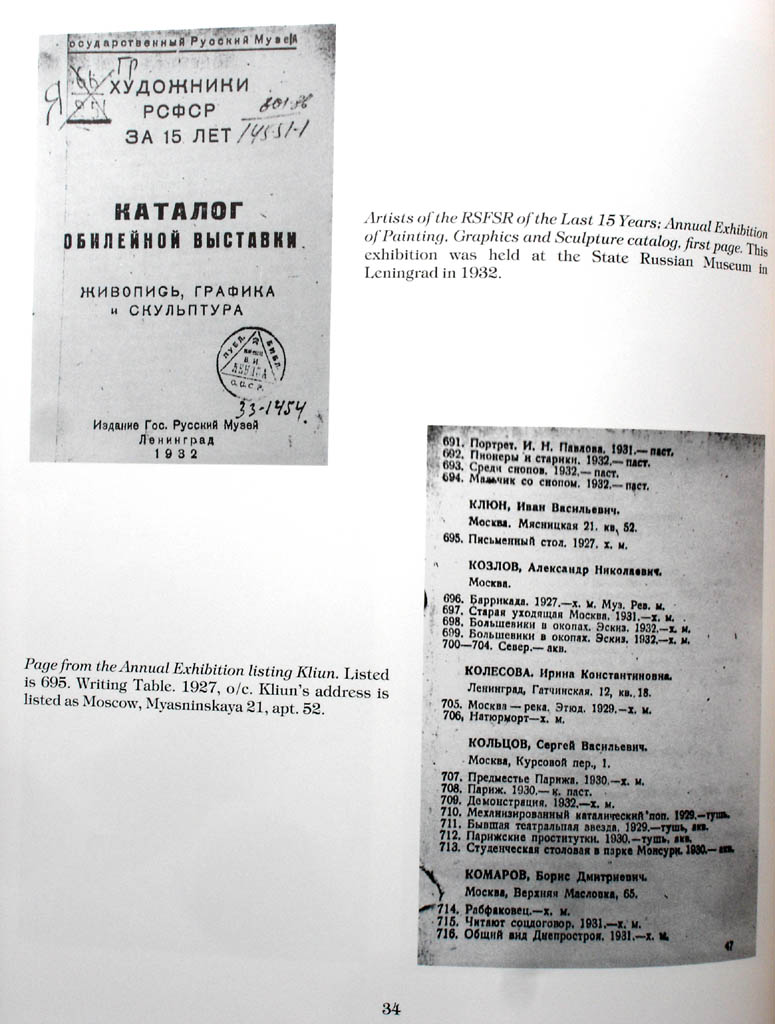 осударственный Русский Музей
ХУДОЖНИКИ
РСФСР
ЗА 15 ЛЕТ
14551-1
КАТАЛОГ
ОБИЛЕЙНОЙ ВЫСТАВКИ
ЖИВОПИСЬ, ГРАФИКА
и СКУЛЬПТУРА
ПУБЛ. БИБЛ.
В. И.
С.С.С.Р.
33-1454.
Издание Гос. Русский Музей
Ленинград
1932
Artists of the RSFSR of the Last 15 Years; Annual Exhibition
of Painting, Graphics and Sculpture catalog, first page. This
exhibition was held at the State Russian Museum in
Leningrad in 1932.
691. Портрет. И. Н. Павлова. 1931.— паст.
692. Пионеры и старики. 1932.— паст.
693. Среди снопов. 1932.— паст.
694. Мальчик со снопом. 1932.— паст.
КЛЮН, Иван Васильевич.
Москва. Мясницкая 21. кв. 52.
695. Письменный стол. 1927. х. м.
КОЗЛОВ, Александр Николаевич.
Москва.
696. Баррикада. 1927.—х. м. Муз. Рев. м.
697. Старая уходящая Москва. 1931.—х. м.
698. Большевики в окопах. Эскиз. 1932.—х. м.
699. Большевики в окопах. Эскиз. 1932.—х. м.
700—704. Север.— акв.
КОЛЕСОВА. Ирина Константиновна.
Ленинград, Гатчинская. 12, кв. 18.
705. Москва — река. Этюд. 1929.—х. м.
706, Натюрморт—х. м.
КОЛЬЦОВ, Сергей Васильевич.
Москва, Курсовой пер., 1.
707. Предместье Парижа. 1930.—х. м.
708. Париж. 1930.— к. паст.
709. Демонстрация. 1932.—х. м.
710. Механизированный каталический поп. 1929.—тушь.
711. Бывшая театральная звезда. 1929.—тушь, акв.
712. Парижские проститутки. 1930.—тушь, акв.
713. Студенческая столовая в парке Монсури. 1930.— акв.
КОМАРОВ, Борис Дмитриевич.
Москва, Верхняя Масловка, 65.
714. Рабфаковец.—х. м.
715. Читают соцдоговор. 1931.—х. м.
716. Общий вид Днепростроя. 1931.—х. м.
47
Page from the Annual Exhibition listing Kliun. Listed
is 695. Writing Table. 1927, o/c. Kliun's address is
listed as Moscow, Myasninskaya 21, apt. 52.
34